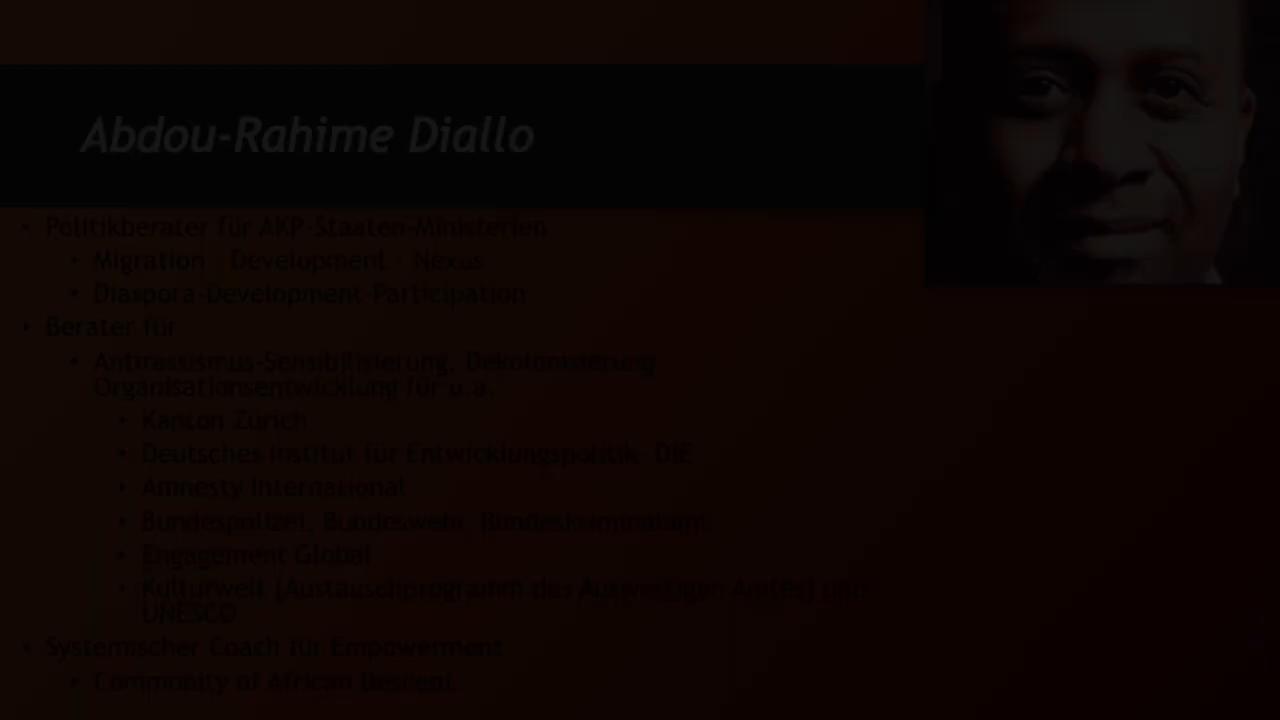 Abdou-Rahime Diallo
• Politikberater für AKP-Staaten-Ministerien
• Migration - Development - Nexus
• Diaspora-Development-Participation
• Berater für
• Antirassismus-Sensibilisierung, Dekolonisierung
Organisationsentwicklung für u.a.
• Kanton Zürich
• Deutsches Institut für Entwicklungspolitik- DIE
• Amnesty International
• Bundespolizei, Bundeswehr, Bundeskriminalamt
• Engagement Global
• Kulturweit [Austauschprogramm des Auswertigen Amtes] und
UNESCO
• Systemischer Coach für Empowerment
• Community of African Descent